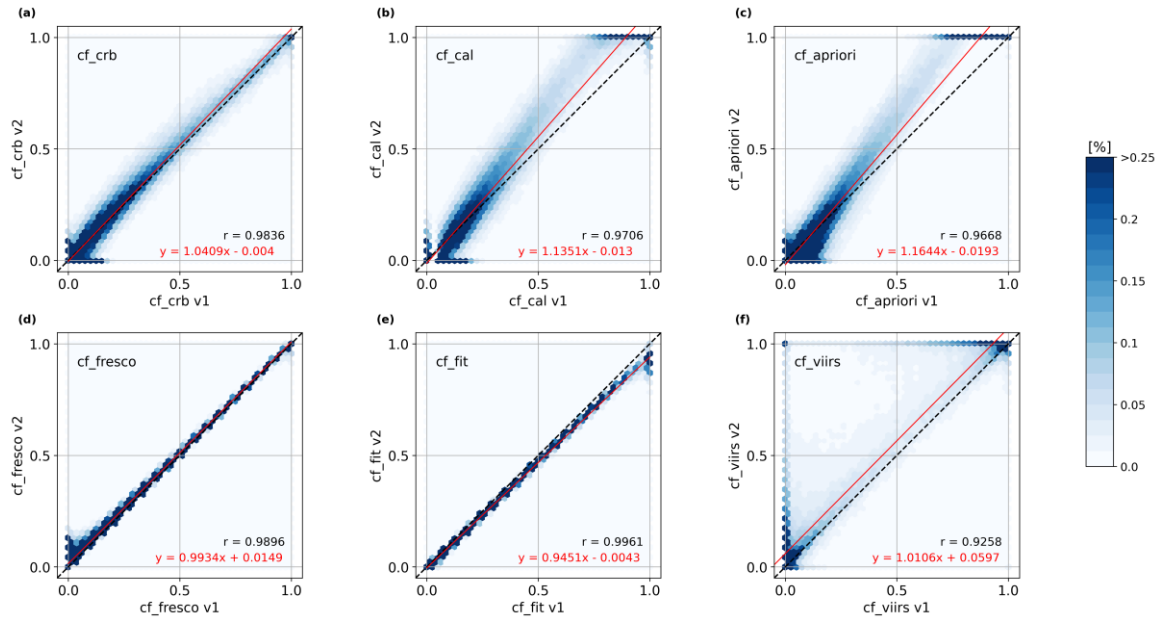 (a)
1.0
cf_crb
cf_crb v2
0.5
r = 0.9836
y = 1.0409x - 0.004
0.0
0.0
0.5
1.0
cf_crb v1
(b)
1.0
cf_cal
cf_cal v2
0.5
r = 0.9706
y = 1.1351x - 0.013
0.0
0.0
0.5
1.0
cf_cal v1
(c)
1.0
cf_apriori
cf_apriori v2
0.5
r = 0.9668
y = 1.1644x - 0.0193
0.0
0.0
0.5
1.0
cf_apriori v1
(d)
1.0
cf_fresco
cf_fresco v2
0.5
r = 0.9896
y = 0.9934x + 0.0149
0.0
0.0
0.5
1.0
cf_fresco v1
(e)
1.0
cf_fit
cf_fit v2
0.5
r = 0.9961
y = 0.9451x - 0.0043
0.0
0.0
0.5
1.0
cf_fit v1
(f)
1.0
cf_viirs
cf_viirs v2
0.5
r = 0.9258
y = 1.0106x + 0.0597
0.0
0.0
0.5
1.0
cf_viirs v1
[%]
>0.25
0.2
0.15
0.10
0.05
0.0